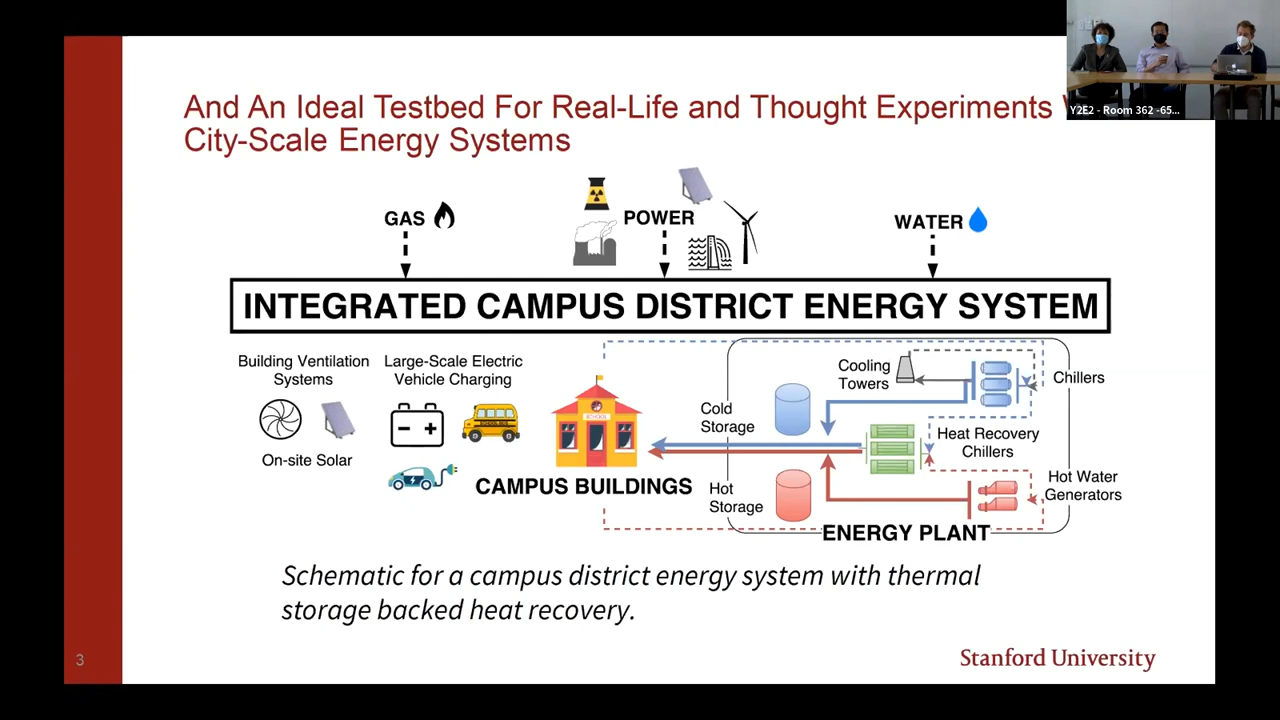 And An Ideal Testbed For Real-Life and Thought Experiments
City-Scale Energy Systems
Y2E2 - Room 362 -65...
GAS
POWER
WATER
INTEGRATED CAMPUS DISTRICT ENERGY SYSTEM
Building Ventilation
Systems
On-site Solar
Large-Scale Electric
Vehicle Charging
SCHOOL BUS
SCHOOL
CAMPUS BUILDINGS
Cold
Storage
Hot
Storage
Cooling
Towers
Chillers
Heat Recovery
Chillers
Hot Water
Generators
ENERGY PLANT
Schematic for a campus district energy system with thermal
storage backed heat recovery.
3
Stanford University